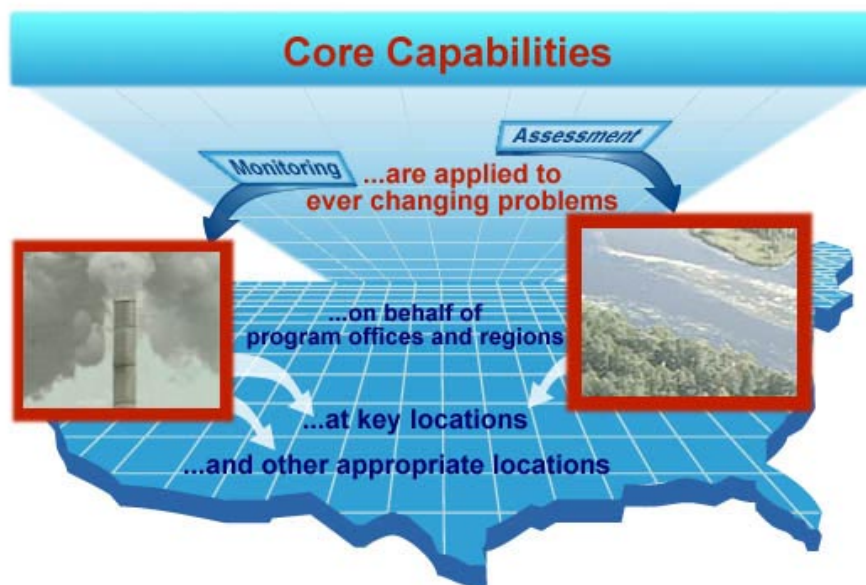 Core Capabilities
Assessment
Monitoring
...are applied to
ever changing problems
...on behalf of
program offices and regions
...at key locations
...and other appropriate locations